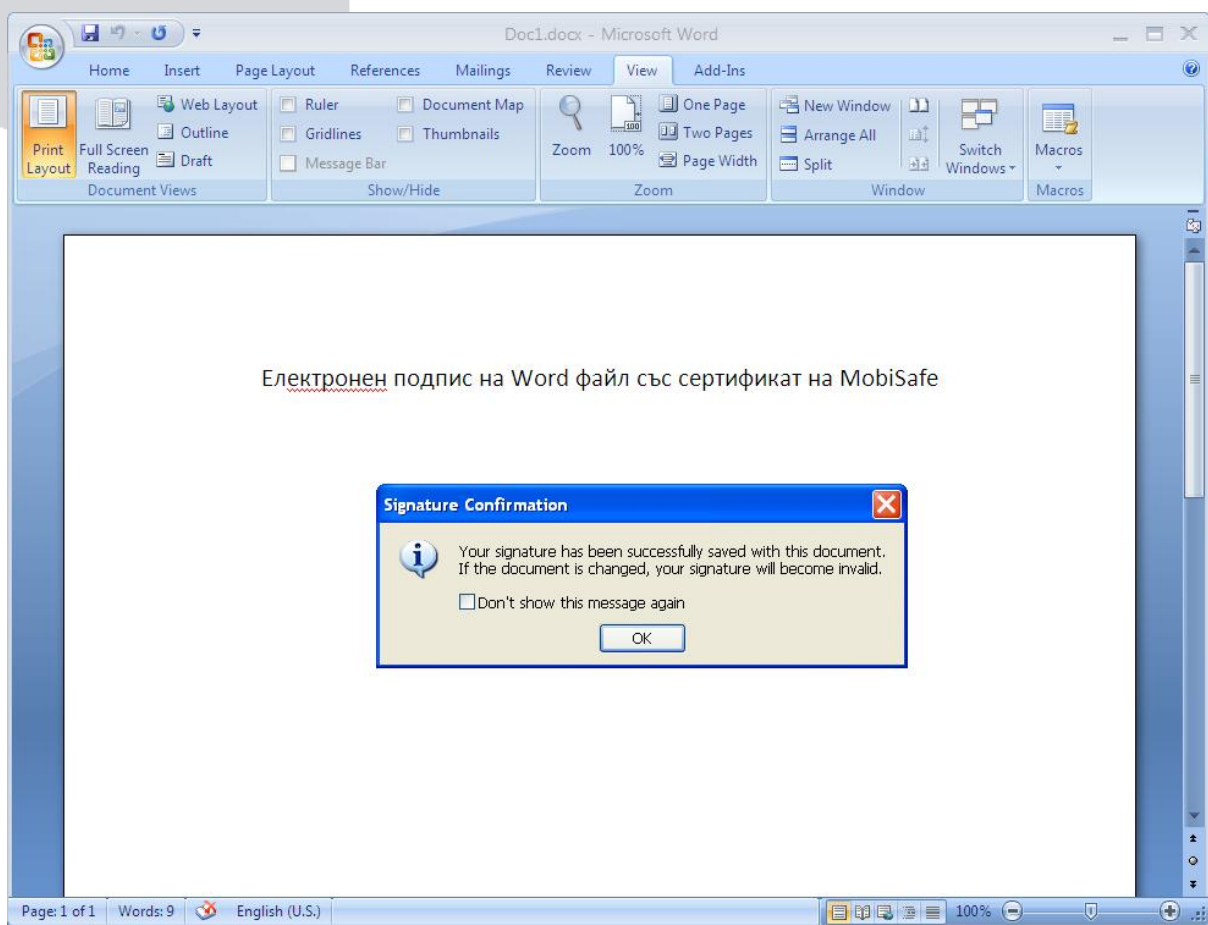 Doc1.docx - Microsoft Word
Home Insert Page Layout References Mailings Review View Add-Ins
Print Layout
Full Screen Reading
Web Layout
Outline
Draft
Document Views
Ruler
Gridlines
Message Bar
Document Map
Thumbnails
Show/Hide
Zoom
100
100%
One Page
Two Pages
Page Width
Zoom
New Window
Arrange All
Split
Switch Windows
Window
Macros
Macros
Електронен подпис на Word файл със сертификат на MobiSafe
Signature Confirmation
Your signature has been successfully saved with this document.
If the document is changed, your signature will become invalid.
Don't show this message again
OK
Page: 1 of 1 Words: 9 English (U.S.) 100%